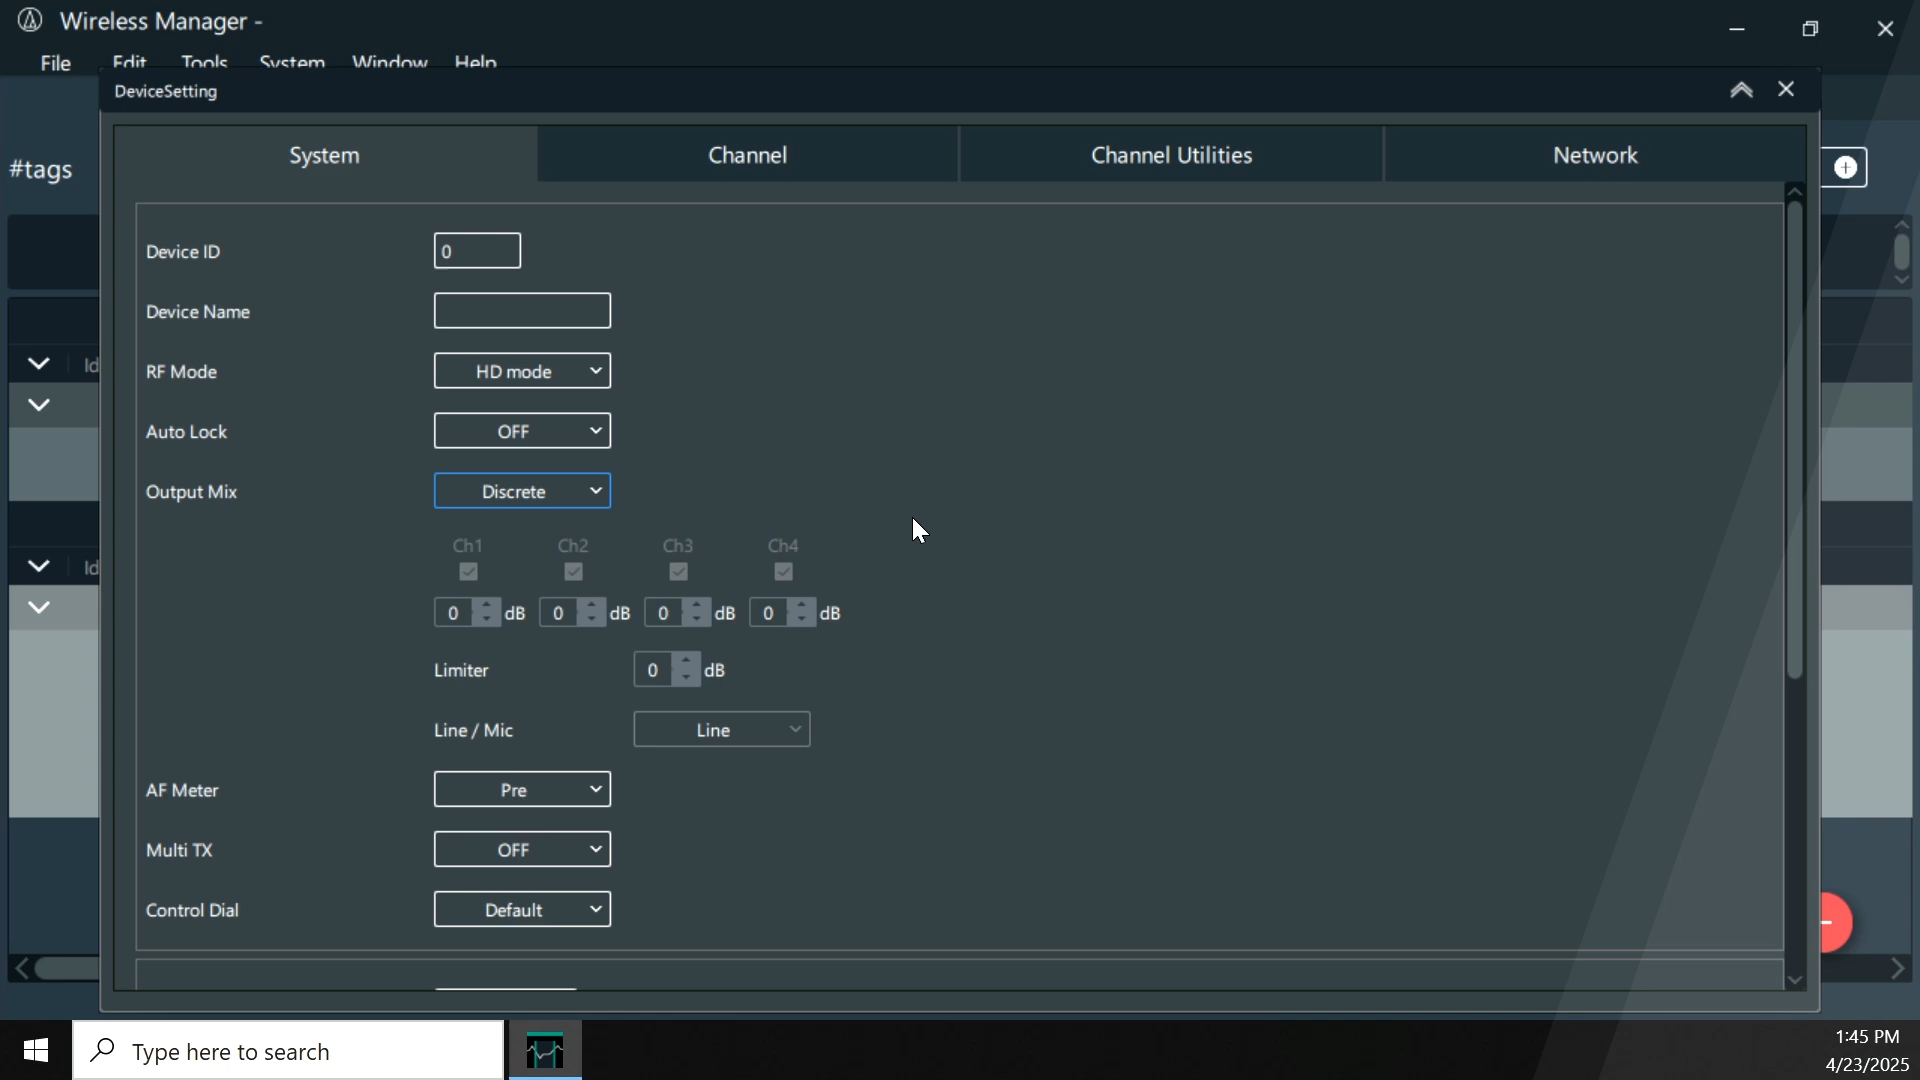 Wireless Manager -
File Edit Tools System Window Help
DeviceSetting
#tags
System Channel Channel Utilities Network
Device ID 0
Device Name
RF Mode HD mode
Id
Auto Lock OFF
Output Mix Discrete
Ch1 Ch2 Ch3 Ch4
Id
0 dB 0 dB 0 dB 0 dB
Limiter 0 dB
Line / Mic Line
AF Meter Pre
Multi TX OFF
Control Dial Default
Type here to search
1:45 PM
4/23/2025